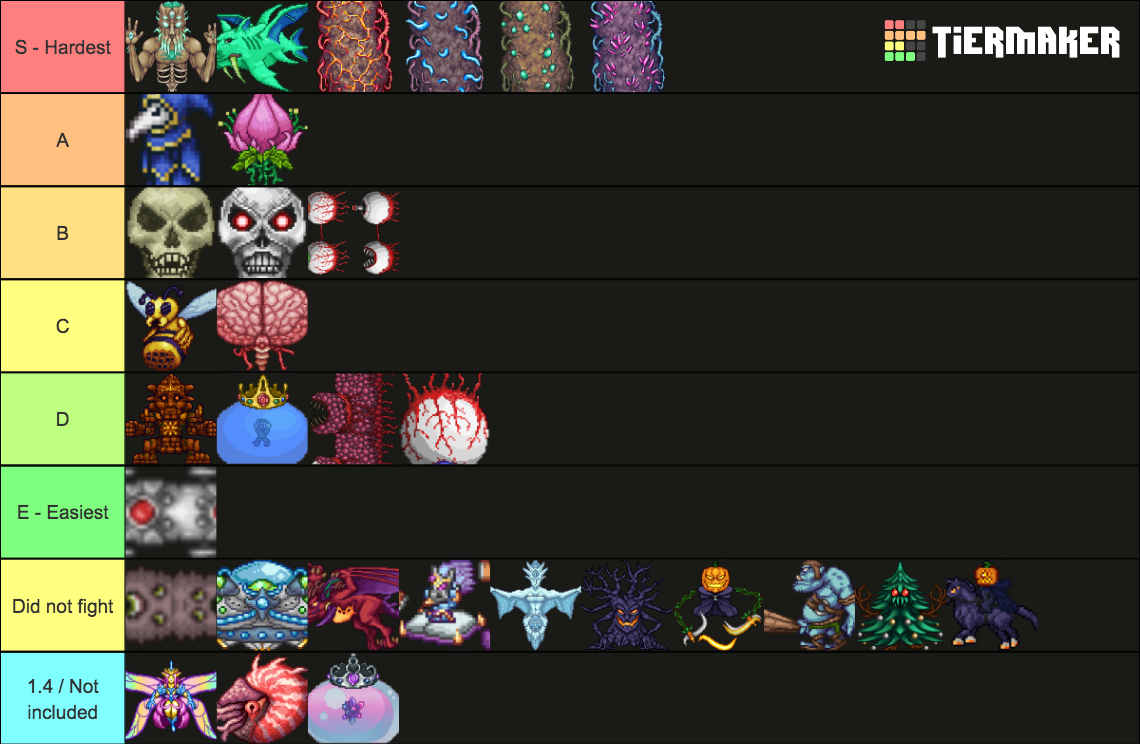 S - Hardest
TiERMAKER
A
B
C
D
E - Easiest
Did not fight
1.4 / Not
included